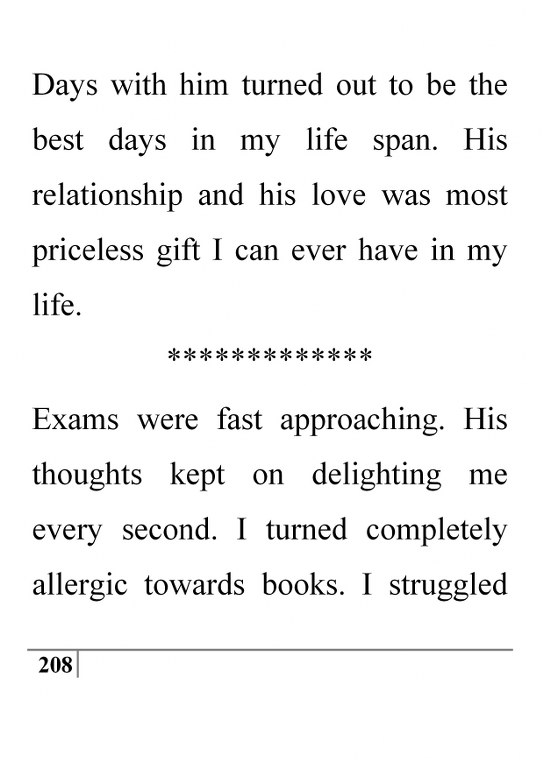 Days with him turned out to be the
best days in my life span. His
relationship and his love was most
priceless gift I can ever have in my
life.
*************
Exams were fast approaching. His
thoughts kept on delighting me
every second. I turned completely
allergic towards books. I struggled
208